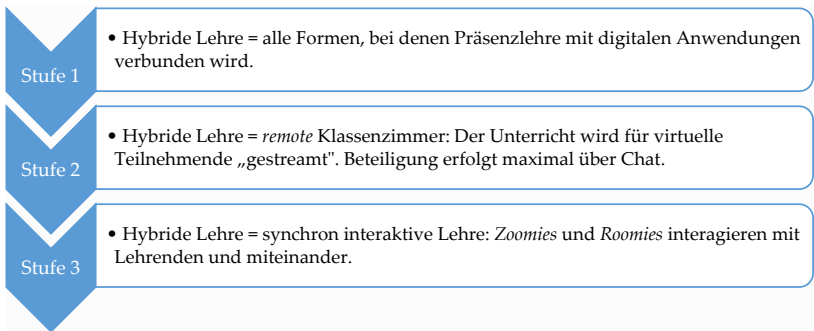 Stufe 1
• Hybride Lehre = alle Formen, bei denen Präsenzlehre mit digitalen Anwendungen
verbunden wird.
Stufe 2
• Hybride Lehre = remote Klassenzimmer: Der Unterricht wird für virtuelle
Teilnehmende „gestreamt". Beteiligung erfolgt maximal über Chat.
Stufe 3
• Hybride Lehre = synchron interaktive Lehre: Zoomies und Roomies interagieren mit
Lehrenden und miteinander.